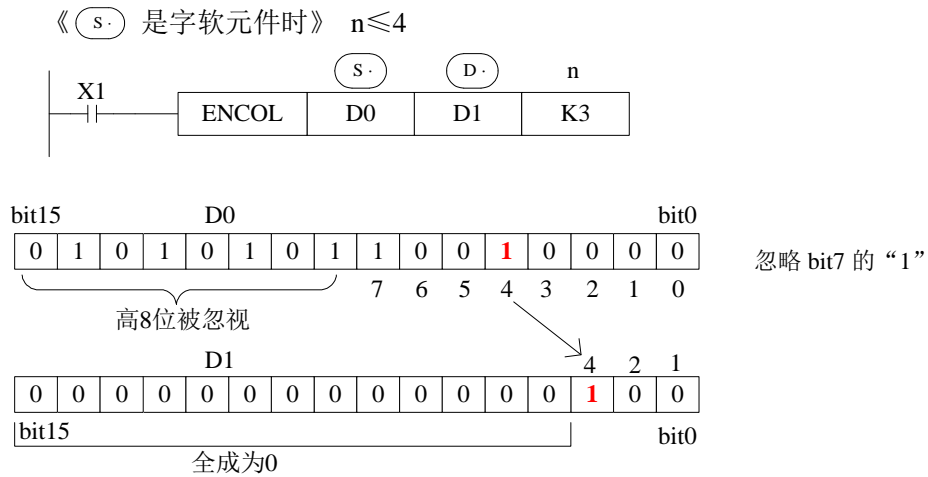 《 S· 是字软元件时》 n≤4
S· D· n
X1
ENCOL D0 D1 K3
bit15 D0 bit0
0 1 0 1 0 1 0 1 1 0 0 1 0 0 0 0
忽略 bit7 的“1”
7 6 5 4 3 2 1 0
高8位被忽视
D1 4 2 1
0 0 0 0 0 0 0 0 0 0 0 0 0 1 0 0
bit15 bit0
全成为0